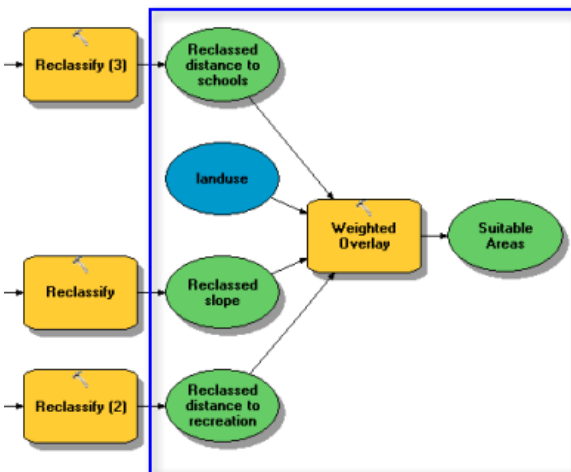 Reclassify (3)
Reclassed
distance to
schools
landuse
Weighted
Overlay
Suitable
Areas
Reclassify
Reclassed
slope
Reclassify (2)
Reclassed
distance to
recreation